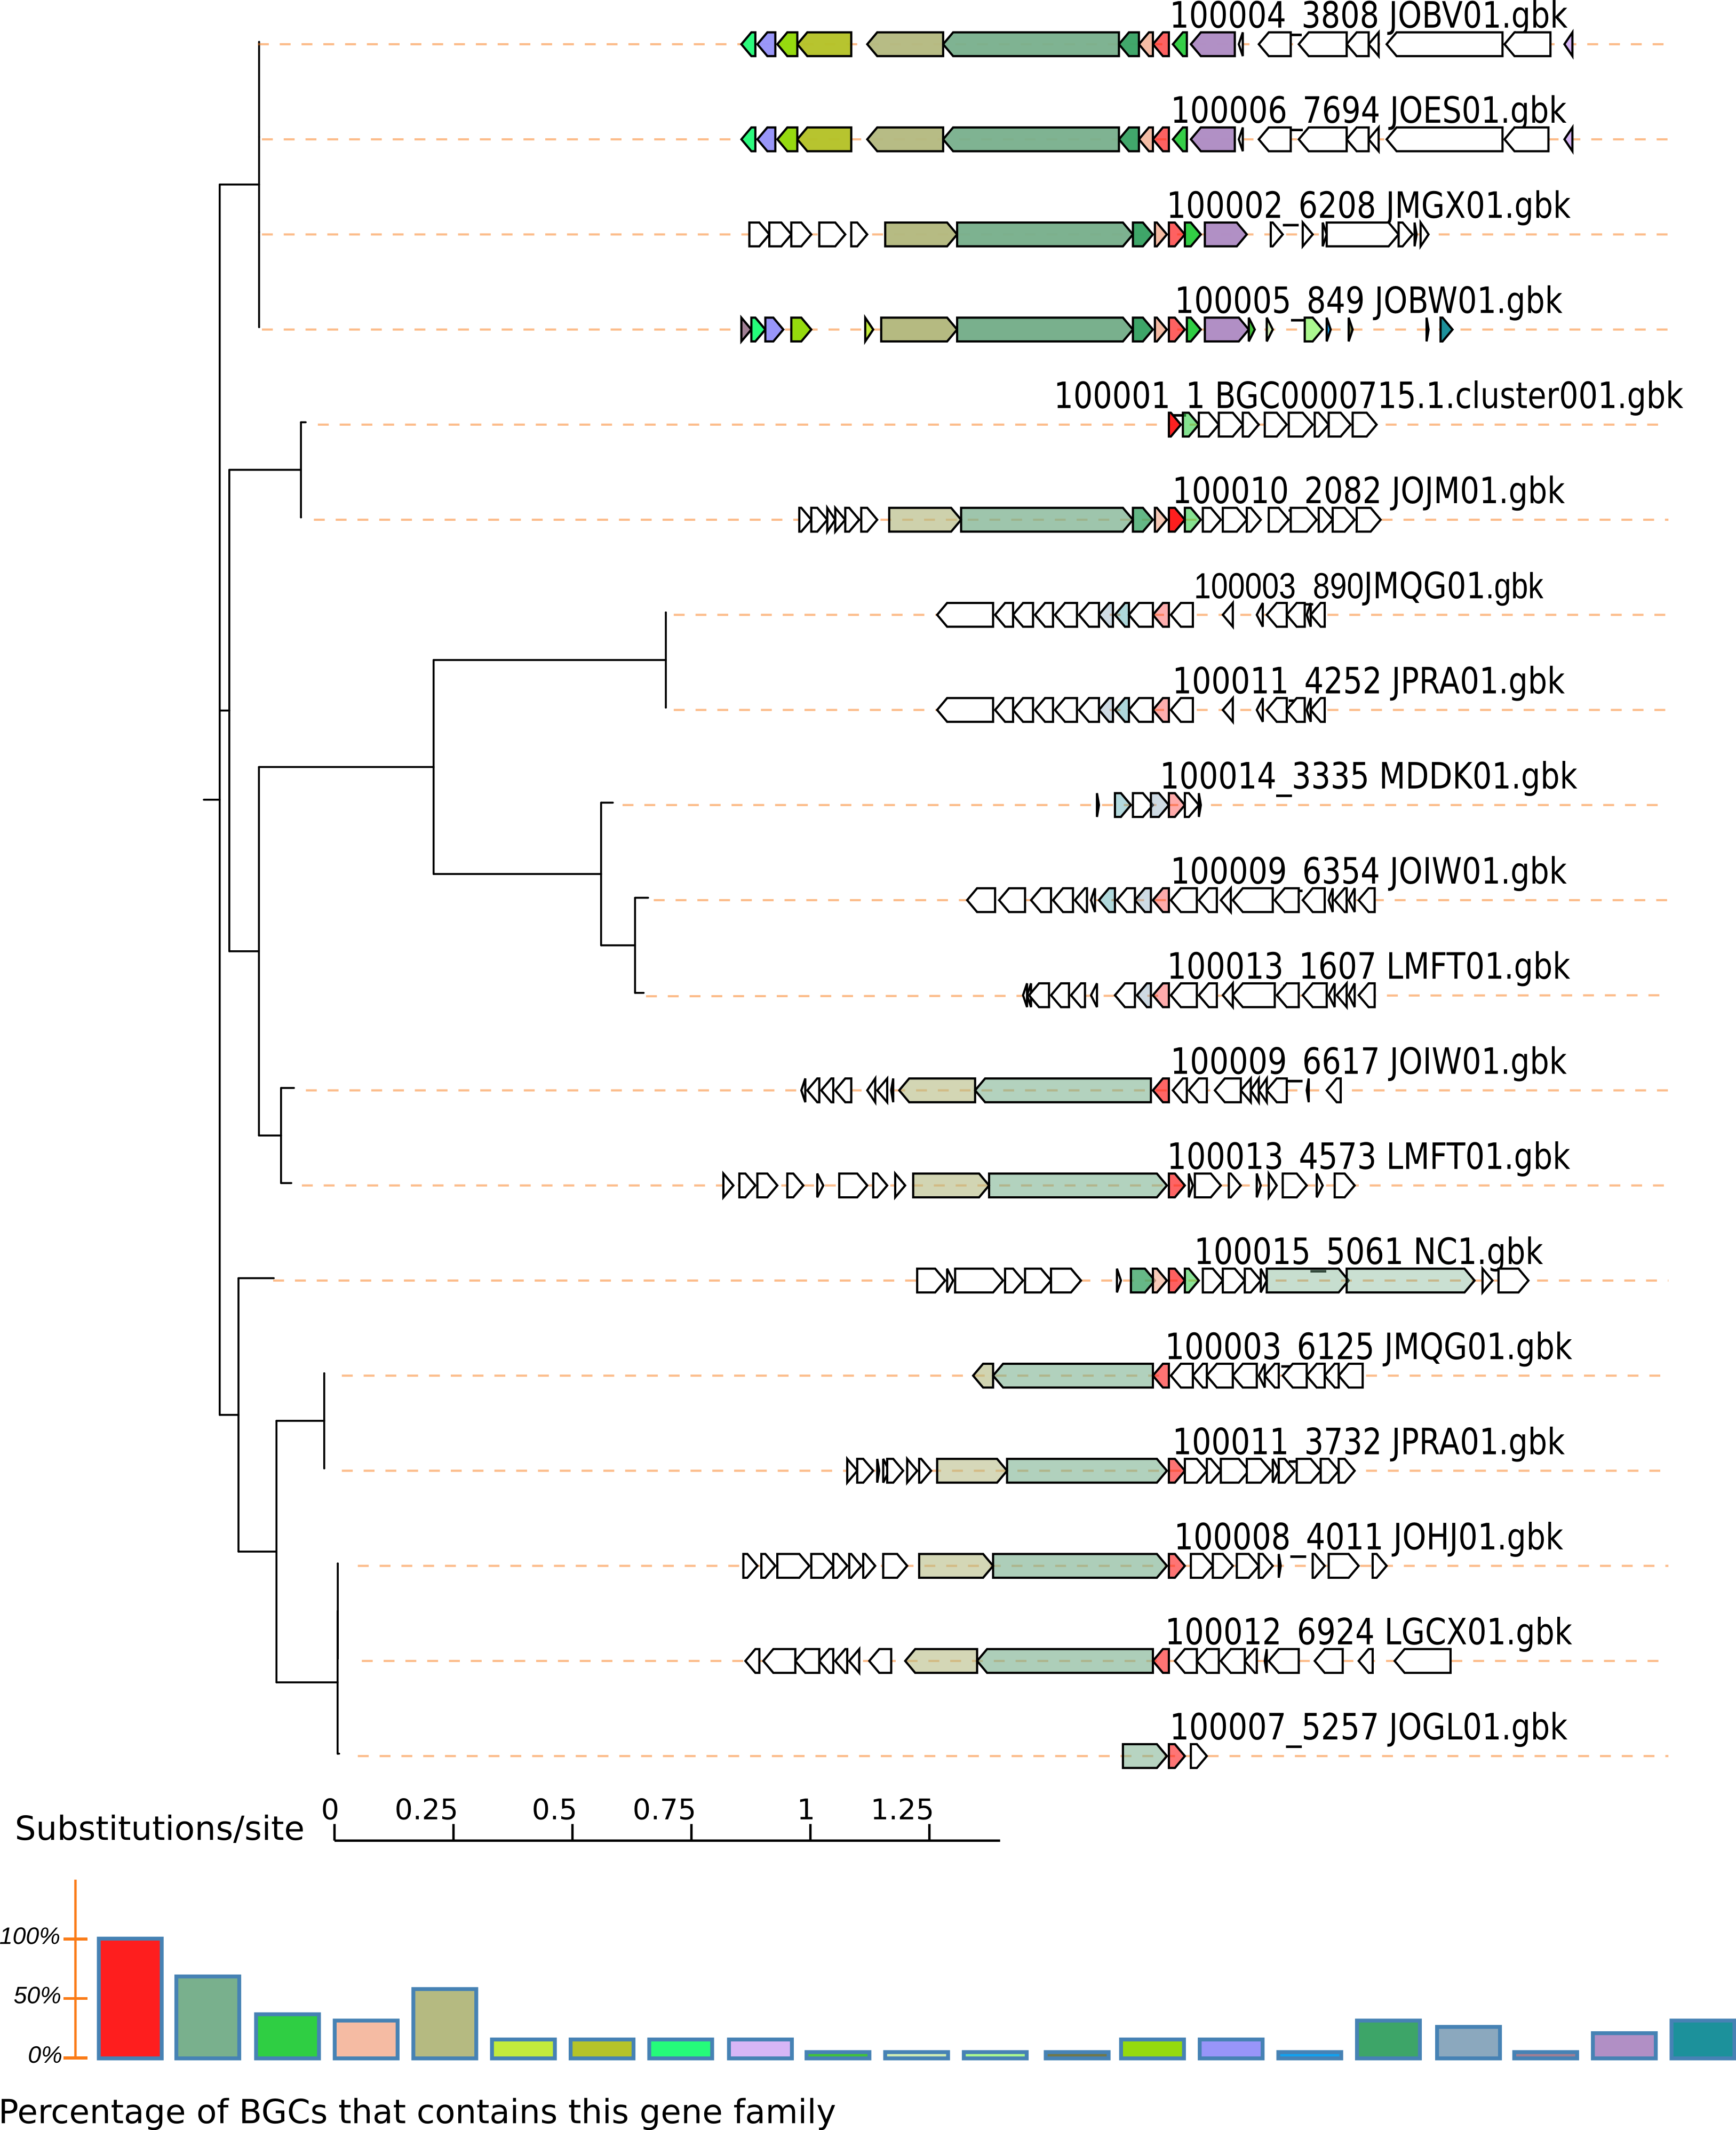 100004_3808 JOBV01.gbk
100006_7694 JOES01.gbk
100002_6208 JMGX01.gbk
100005_849 JOBW01.gbk
100001_1 BGC0000715.1.cluster001.gbk
100010_2082 JOJM01.gbk
100003_890JMQG01.gbk
100011_4252 JPRA01.gbk
100014_3335 MDDK01.gbk
100009_6354 JOIW01.gbk
100013_1607 LMFT01.gbk
100009_6617 JOIW01.gbk
100013_4573 LMFT01.gbk
100015_5061 NC1.gbk
100003_6125 JMQG01.gbk
100011_3732 JPRA01.gbk
100008_4011 JOHJ01.gbk
100012_6924 LGCX01.gbk
100007_5257 JOGL01.gbk
0 0.25 0.5 0.75 1 1.25
Substitutions/site
100%
50%
0%
Percentage of BGCs that contains this gene family